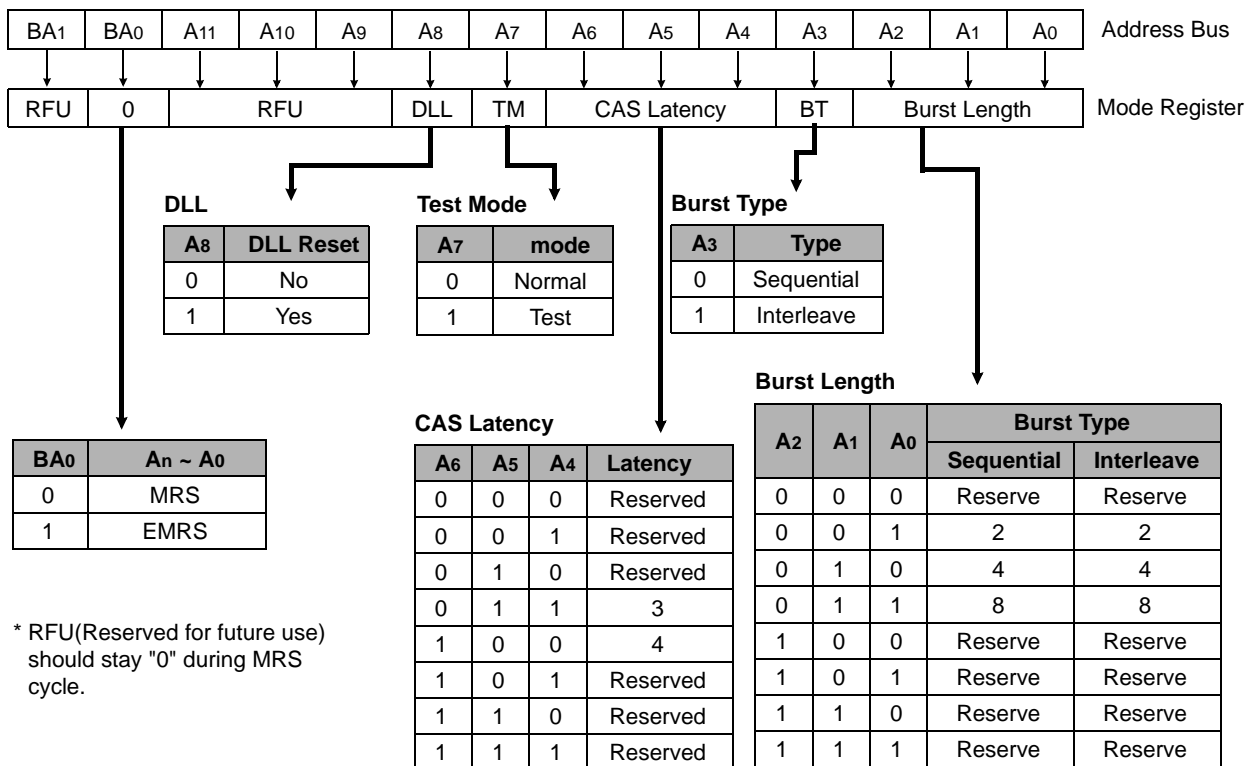 BA1 BA0 A11 A10 A9 A8 A7 A6 A5 A4 A3 A2 A1 A0 Address Bus
RFU 0 RFU DLL TM CAS Latency BT Burst Length Mode Register
DLL
A8 DLL Reset
0 No
1 Yes
Test Mode
A7 mode
0 Normal
1 Test
Burst Type
A3 Type
0 Sequential
1 Interleave
BA0 An ~ A0
0 MRS
1 EMRS
* RFU(Reserved for future use)
should stay "0" during MRS
cycle.
CAS Latency
A6 A5 A4 Latency
0 0 0 Reserved
0 0 1 Reserved
0 1 0 Reserved
0 1 1 3
1 0 0 4
1 0 1 Reserved
1 1 0 Reserved
1 1 1 Reserved
Burst Length
A2 A1 A0 Burst Type
Sequential Interleave
0 0 0 Reserve Reserve
0 0 1 2 2
0 1 0 4 4
0 1 1 8 8
1 0 0 Reserve Reserve
1 0 1 Reserve Reserve
1 1 0 Reserve Reserve
1 1 1 Reserve Reserve